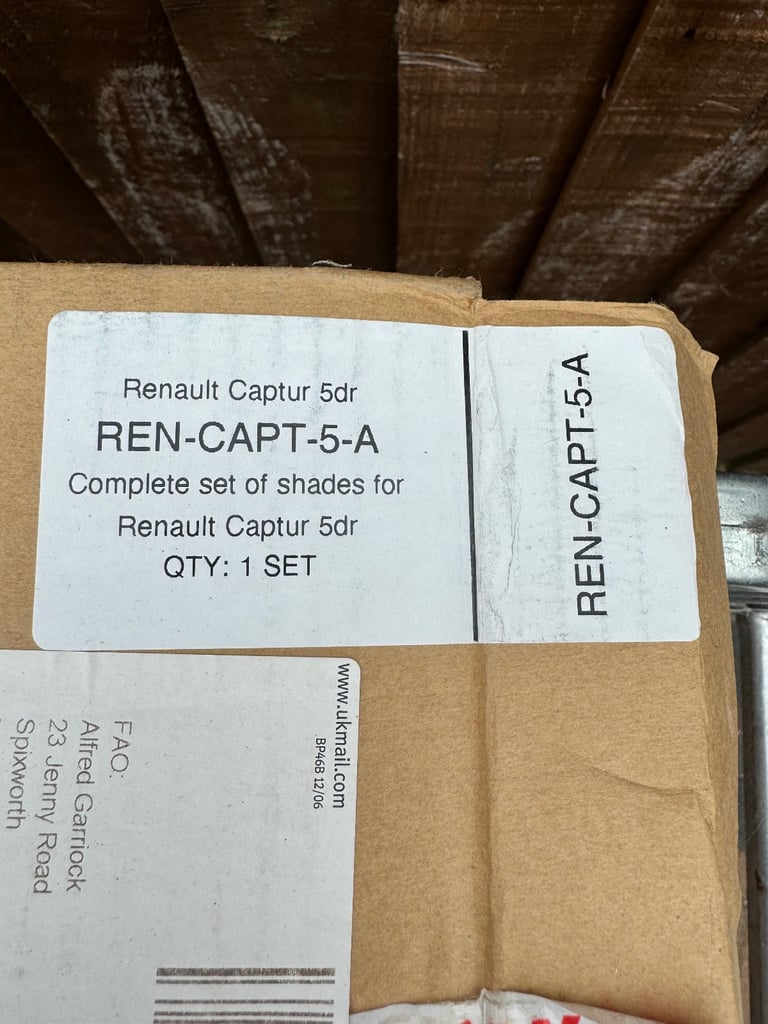 Renault Captur 5dr
REN-CAPT-5-A
Complete set of shades for
Renault Captur 5dr
QTY: 1 SET
REN-CAPT-5-A
www.ukmail.com
BP46B 12/06
FAO:
Alfred Garriock
23 Jenny Road
Spixworth